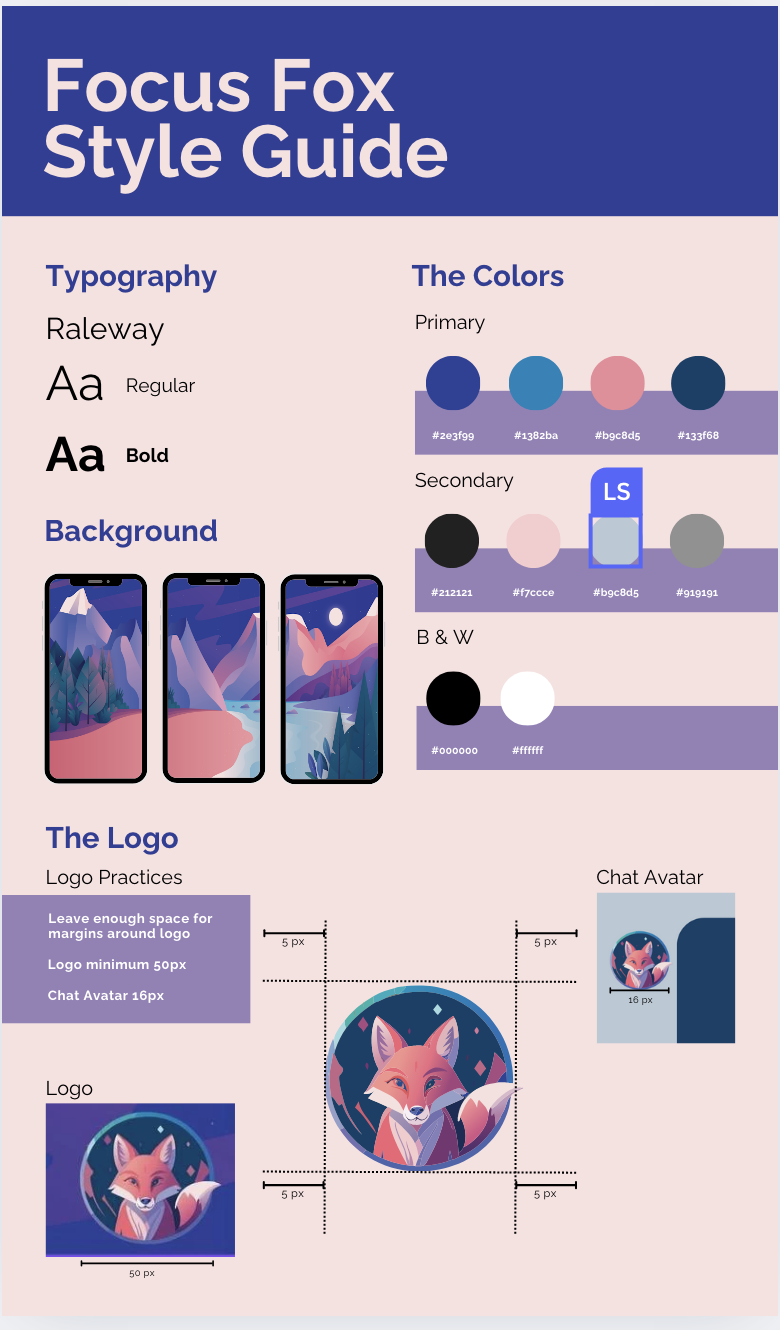 Focus Fox
Style Guide
Typography
Raleway
Aa Regular
Aa Bold
Background
The Colors
Primary
#2e3f99 #1382ba #b9c8d5 #133f68
Secondary
LS
#212121 #f7ccce #b9c8d5 #919191
B & W
#000000 #ffffff
The Logo
Logo Practices
Leave enough space for
margins around logo
Logo minimum 50px
Chat Avatar 16px
Logo
50 px
5 px
5 px
5 px
5 px
Chat Avatar
16 px